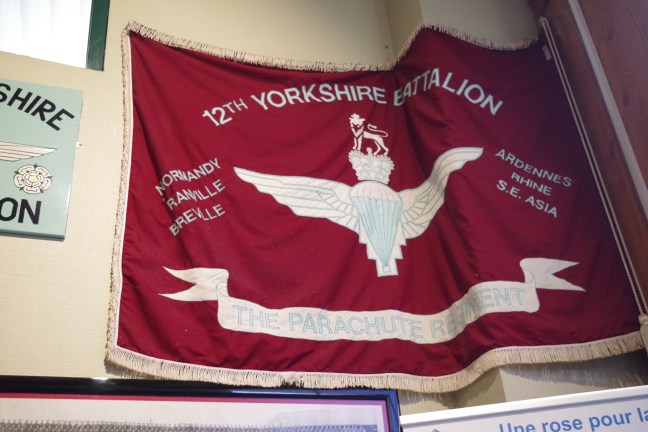 12TH YORKSHIRE BATTALION
NORMANDY
RANVILLE
BREVILLE
ARDENNES
RHINE
S.E. ASIA
THE PARACHUTE REGIMENT
SHIRE
ON
Une rose pour la